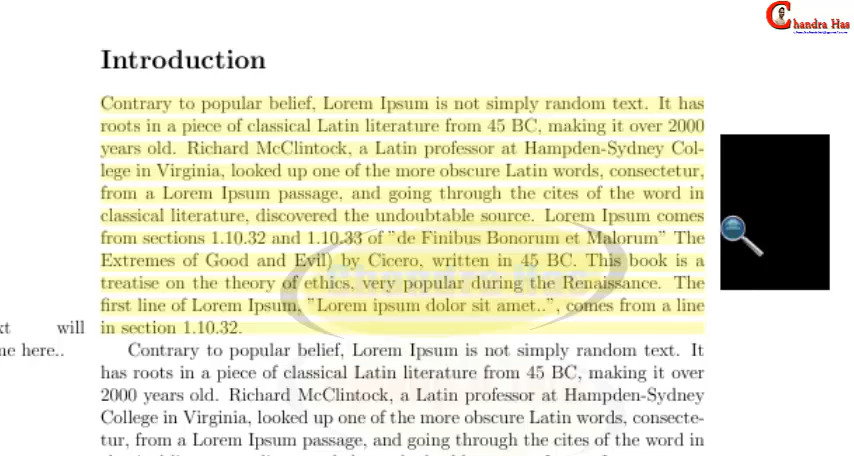 Chandra Has
Introduction
Contrary to popular belief, Lorem Ipsum is not simply random text. It has
roots in a piece of classical Latin literature from 45 BC, making it over 2000
years old. Richard McClintock, a Latin professor at Hampden-Sydney Col-
lege in Virginia, looked up one of the more obscure Latin words, consectetur,
from a Lorem Ipsum passage, and going through the cites of the word in
classical literature, discovered the undoubtable source. Lorem Ipsum comes
from sections 1.10.32 and 1.10.33 of "de Finibus Bonorum et Malorum" The
Extremes of Good and Evil) by Cicero, written in 45 BC. This book is a
treatise on the theory of ethics, very popular during the Renaissance. The
first line of Lorem Ipsum, "Lorem ipsum dolor sit amet..", comes from a line
in section 1.10.32.
Chandra Has
xt will
me here..
Contrary to popular belief, Lorem Ipsum is not simply random text. It
has roots in a piece of classical Latin literature from 45 BC, making it over
2000 years old. Richard McClintock, a Latin professor at Hampden-Sydney
College in Virginia, looked up one of the more obscure Latin words, consecte-
tur, from a Lorem Ipsum passage, and going through the cites of the word in